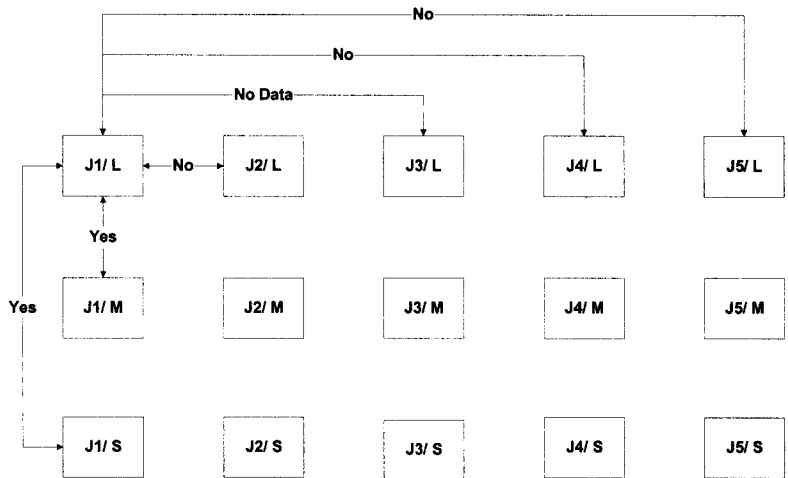 No
No
No Data
J1/ L
No
J2/ L
J3/ L
J4/ L
J5/ L
Yes
Yes
J1/ M
J2/ M
J3/ M
J4/ M
J5/ M
J1/ S
J2/ S
J3/ S
J4/ S
J5/ S